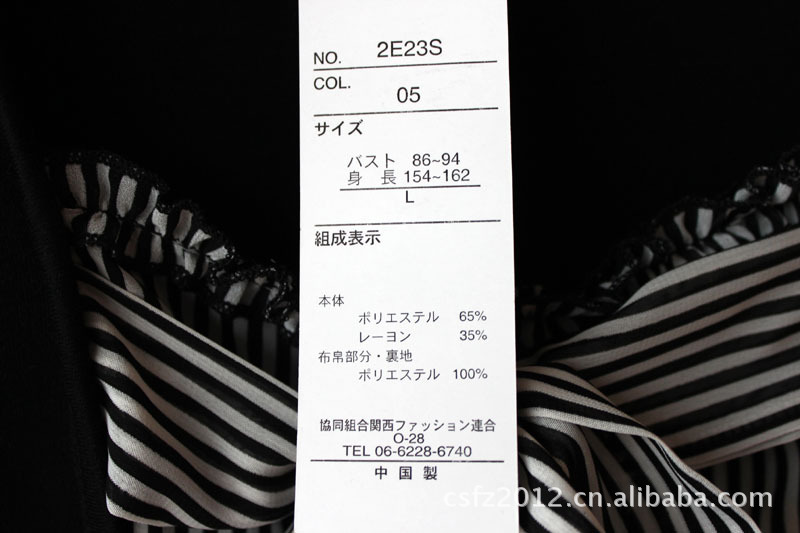 NO. 2E23S
COL.
05
サイズ
バスト 86~94
身 長 154~162
L
組成表示
本体
ポリエステル 65%
レーヨン 35%
布帛部分・裏地
ポリエステル 100%
協同組合関西ファッション連合
O-28
TEL 06-6228-6740
中国製
csfz2012.cn.alibaba.com